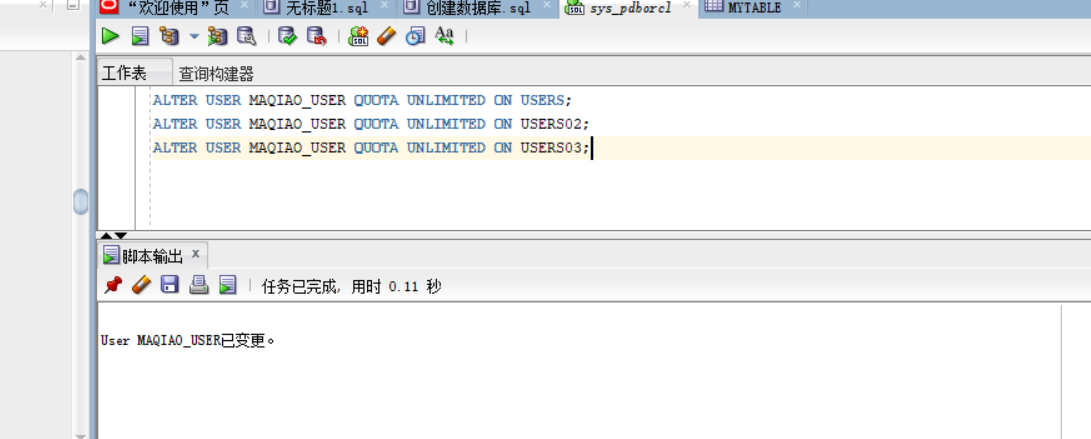 “欢迎使用”页
无标题1.sql
创建数据库.sql
sys_pdborcl
MYTABLE
工作表
查询构建器
ALTER USER MAQIAO_USER QUOTA UNLIMITED ON USERS;
ALTER USER MAQIAO_USER QUOTA UNLIMITED ON USERS02;
ALTER USER MAQIAO_USER QUOTA UNLIMITED ON USERS03;
脚本输出
任务已完成, 用时 0.11 秒
User MAQIAO_USER已变更。